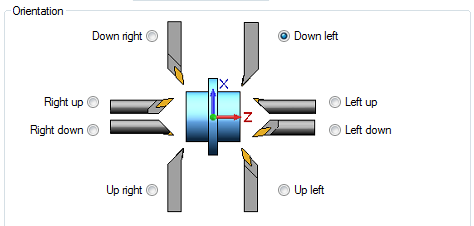 Orientation
Down right
Down left
X
Right up
Left up
Z
Right down
Left down
Up right
Up left